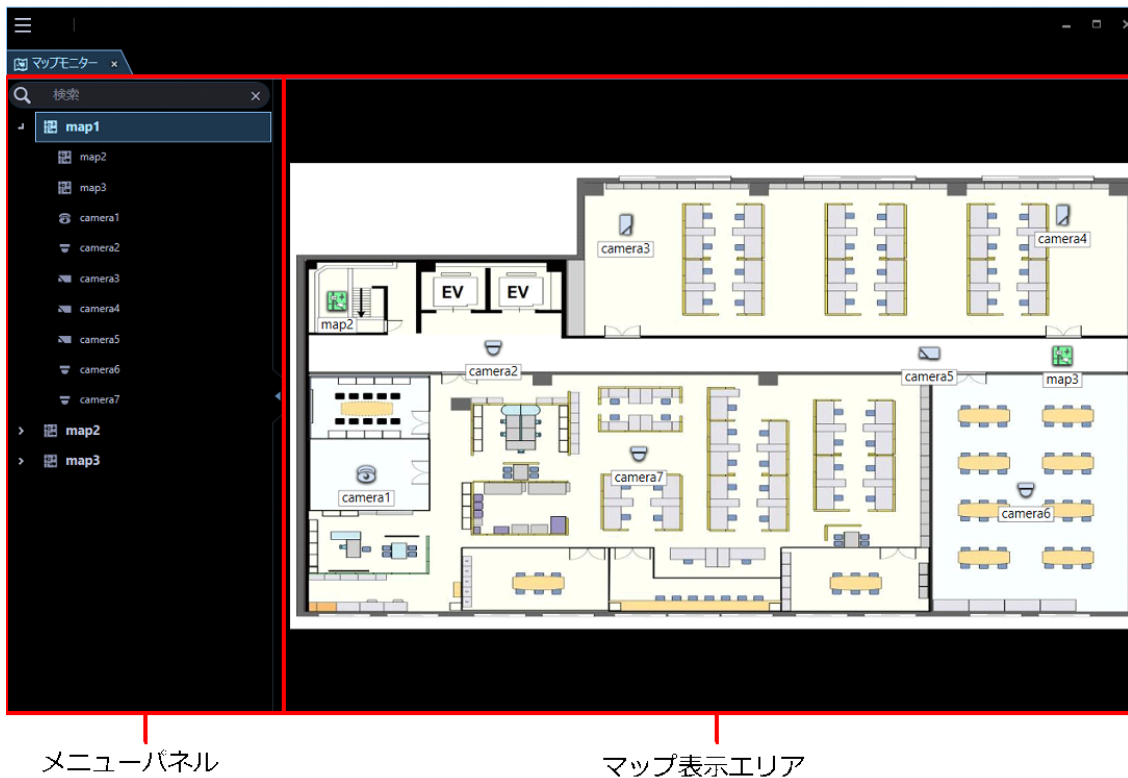 マップモニター ×
検索 ×
map1
map2
map3
camera1
camera2
camera3
camera4
camera5
camera6
camera7
map2
map3
camera3
camera4
EV EV
map2
camera2
camera5
map3
camera7
camera1
camera6
メニューパネル
マップ表示エリア